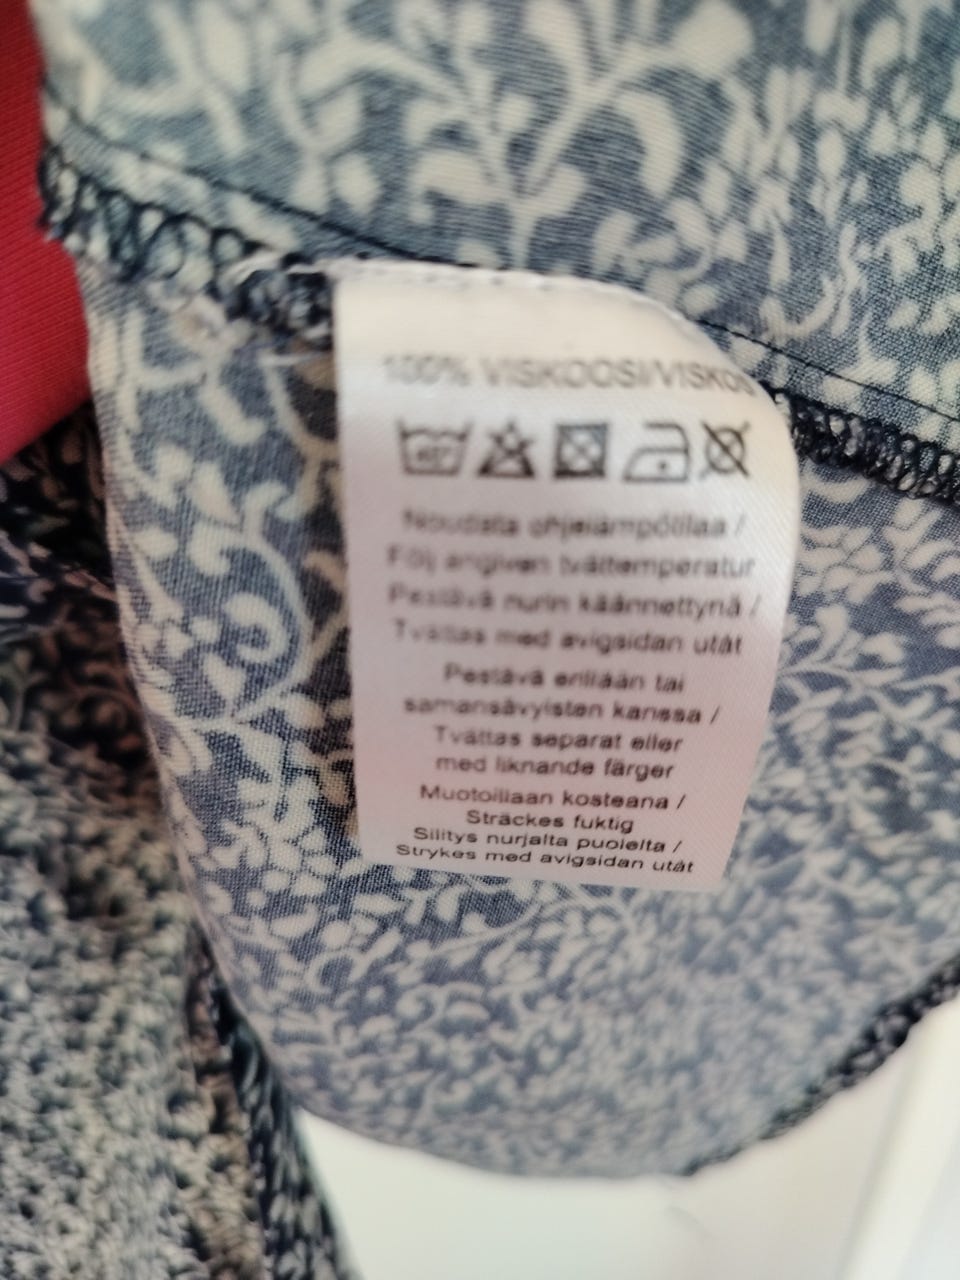 100% VISKOOSI/VISKOS
40°
Noudata ohjelämpötilaa /
Följ angiven tvättemperatur
Pestävä nurin käännettynä /
Tvättas med avigsidan utåt
Pestävä erillään tai
samansävyisten kanssa /
Tvättas separat eller
med liknande färger
Muotoillaan kosteana /
Sträckes fuktig
Silitys nurjalta puolelta /
Strykes med avigsidan utåt